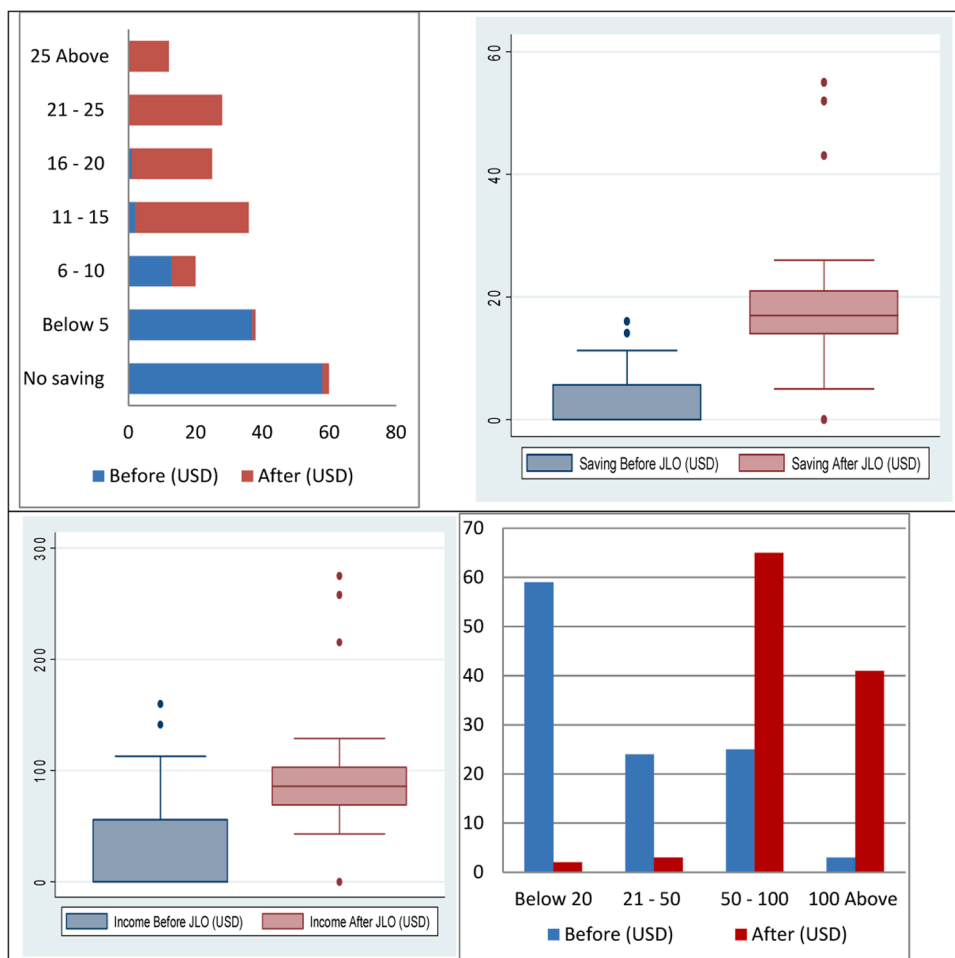 25 Above
21 - 25
16 - 20
11 - 15
6 - 10
Below 5
No saving
0 20 40 60 80
Before (USD) After (USD)
60
40
20
0
Saving Before JLO (USD) Saving After JLO (USD)
300
200
100
0
Income Before JLO (USD) Income After JLO (USD)
70
60
50
40
30
20
10
0
Below 20 21 - 50 50 - 100 100 Above
Before (USD) After (USD)